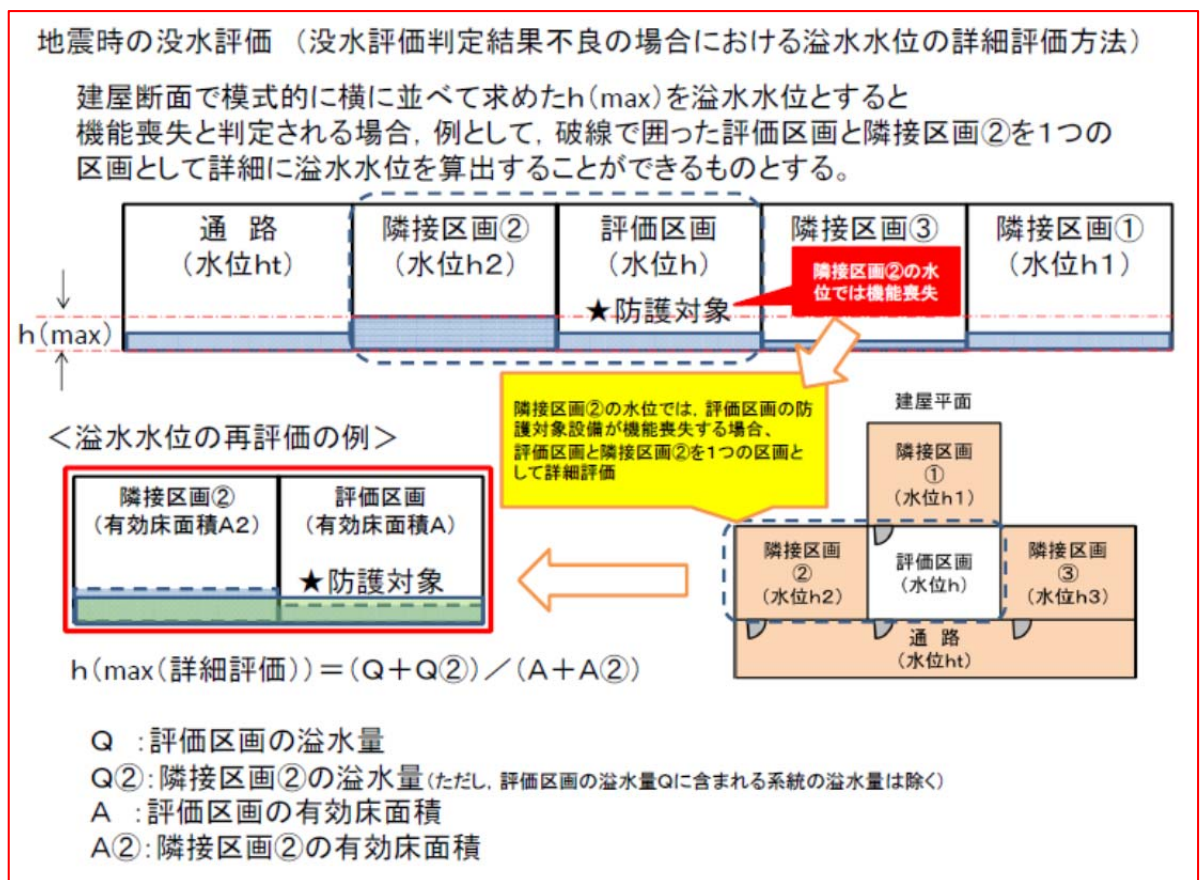 地震時の没水評価 （没水評価判定結果不良の場合における溢水水位の詳細評価方法）
建屋断面で模式的に横に並べて求めたh(max)を溢水水位とすると
機能喪失と判定される場合，例として，破線で囲った評価区画と隣接区画②を１つの
区画として詳細に溢水水位を算出することができるものとする。
通 路
（水位ht）
隣接区画②
（水位h2）
評価区画
（水位h）
★防護対象
隣接区画③
隣接区画②の水
位では機能喪失
隣接区画①
（水位h1）
h(max)
隣接区画②の水位では，評価区画の防
護対象設備が機能喪失する場合、
評価区画と隣接区画②を1つの区画と
して詳細評価
＜溢水水位の再評価の例＞
隣接区画②
（有効床面積A2）
評価区画
（有効床面積A）
★防護対象
建屋平面
隣接区画
①
（水位h1）
隣接区画
②
（水位h2）
評価区画
（水位h）
隣接区画
③
（水位h3）
通 路
（水位ht）
h(max(詳細評価))＝(Q＋Q②)／(A＋A②)
Q ：評価区画の溢水量
Q②：隣接区画②の溢水量（ただし，評価区画の溢水量Qに含まれる系統の溢水量は除く）
A ：評価区画の有効床面積
A②：隣接区画②の有効床面積